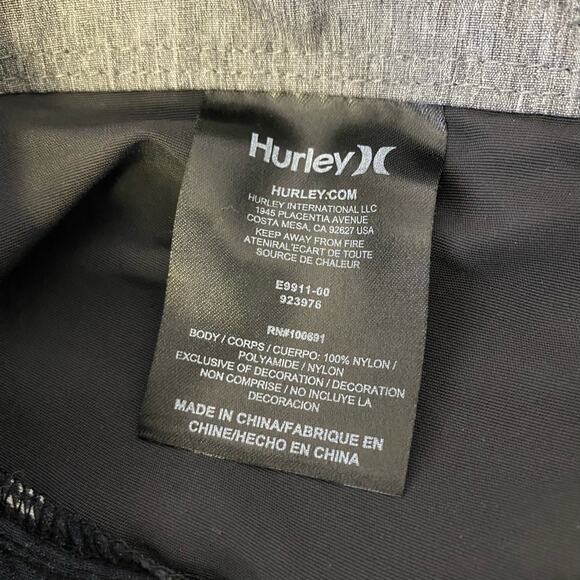 Hurley
HURLEY.COM
HURLEY INTERNATIONAL LLC
1945 PLACENTIA AVENUE
COSTA MESA, CA 92627 USA
KEEP AWAY FROM FIRE
ATENIRAL'ECART DE TOUTE
SOURCE DE CHALEUR
E9911-00
923976
RN#100691
BODY / CORPS / CUERPO: 100% NYLON /
POLYAMIDE / NYLON
EXCLUSIVE OF DECORATION / DECORATION
NON COMPRISE / NO INCLUYE LA
DECORACION
MADE IN CHINA/FABRIQUE EN
CHINE/HECHO EN CHINA